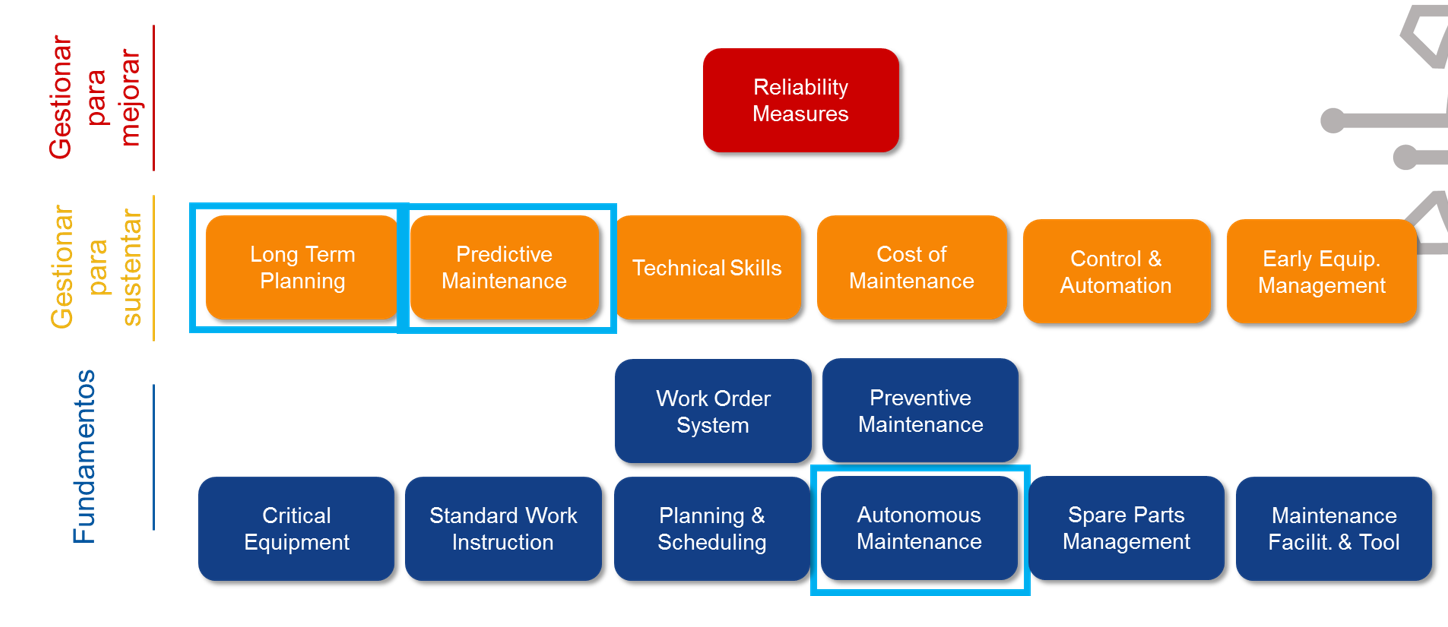 Gestionar
para
mejorar
Reliability
Measures
Gestionar
para
sustentar
Long Term
Planning
Predictive
Maintenance
Technical Skills
Cost of
Maintenance
Control &
Automation
Early Equip.
Management
Fundamentos
Work Order
System
Preventive
Maintenance
Critical
Equipment
Standard Work
Instruction
Planning &
Scheduling
Autonomous
Maintenance
Spare Parts
Management
Maintenance
Facilit. & Tool